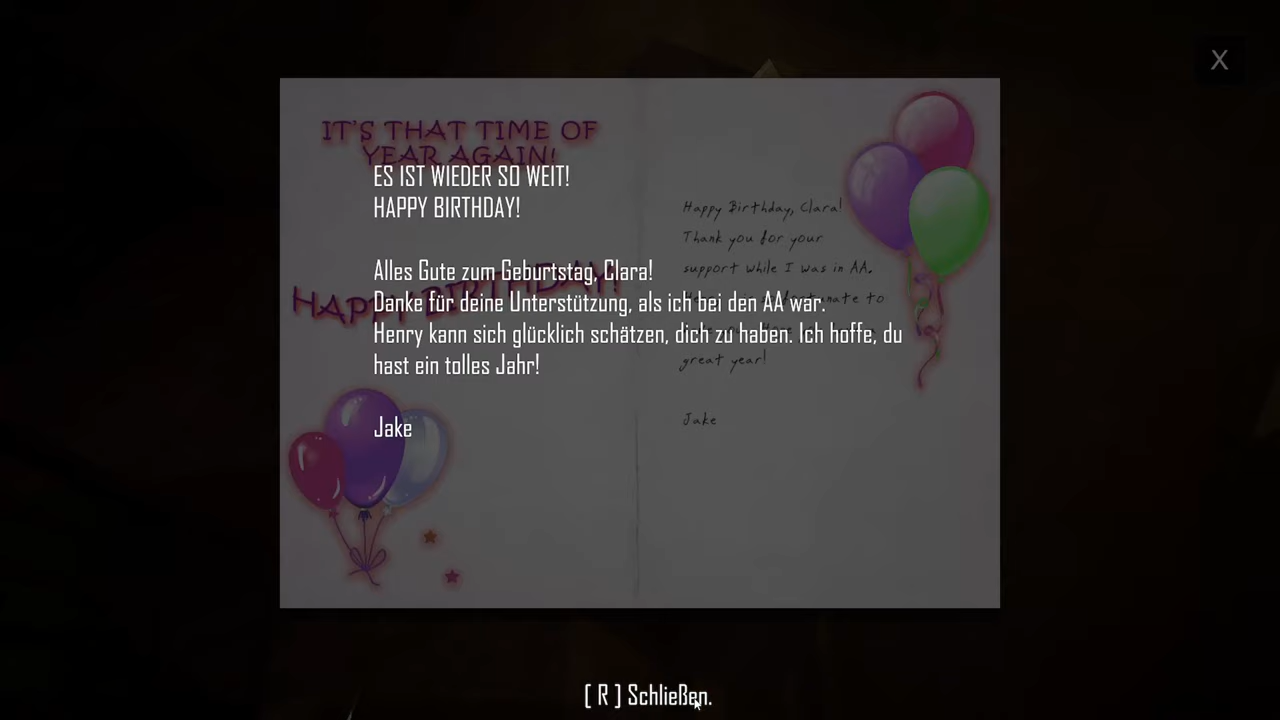 X
IT'S THAT TIME OF
YEAR AGAIN!
HAPPY BIRTHDAY!
ES IST WIEDER SO WEIT!
HAPPY BIRTHDAY!
Alles Gute zum Geburtstag, Clara!
Danke für deine Unterstützung, als ich bei den AA war.
Henry kann sich glücklich schätzen, dich zu haben. Ich hoffe, du
hast ein tolles Jahr!
Jake
Happy Birthday, Clara!
Thank you for your
support while I was in AA.
to
great year!
Jake
[ R ] Schließen.